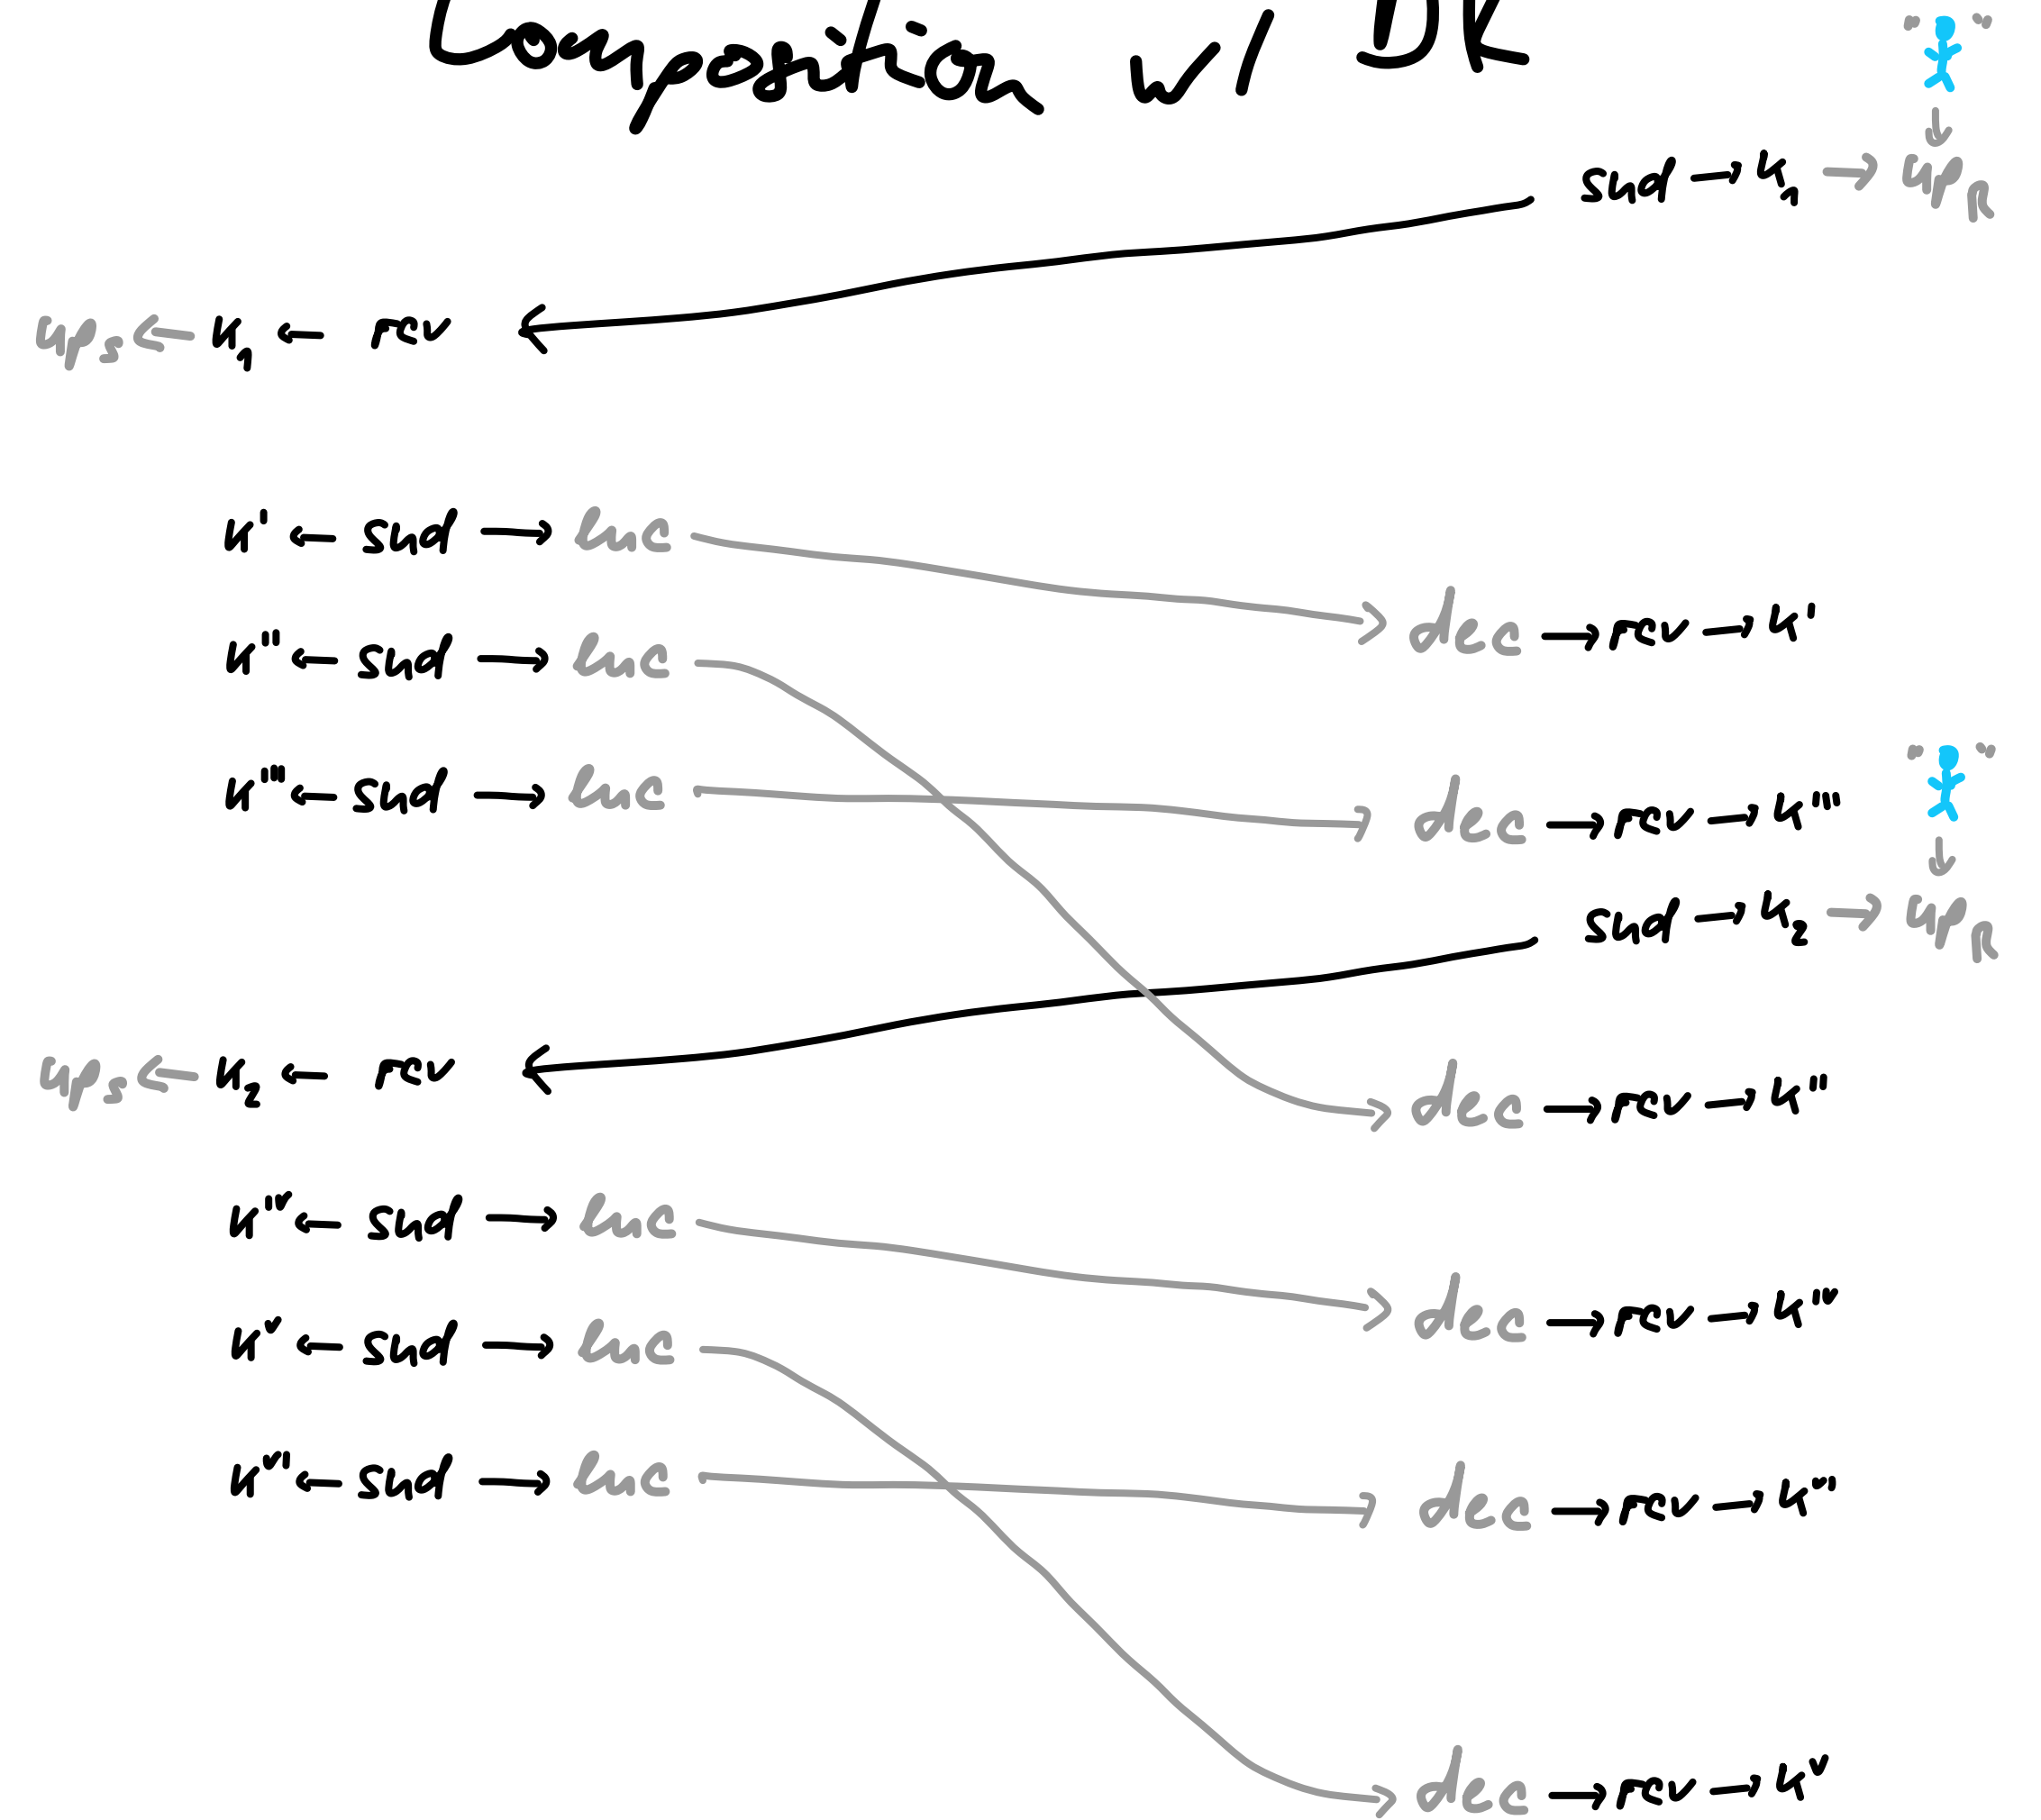 Composition w/ DR
" "
snd → k₁ → upR
upS ← k₁ ← rcv
k' ← snd → enc
dec → rcv → k'
k'' ← snd → enc
" "
k''' ← snd → enc
dec → rcv → k'''
snd → k₂ → upR
upS ← k₂ ← rcv
dec → rcv → k''
k'v ← snd → enc
dec → rcv → k'v
kv ← snd → enc
kv' ← snd → enc
dec → rcv → kv'
dec → rcv → kv